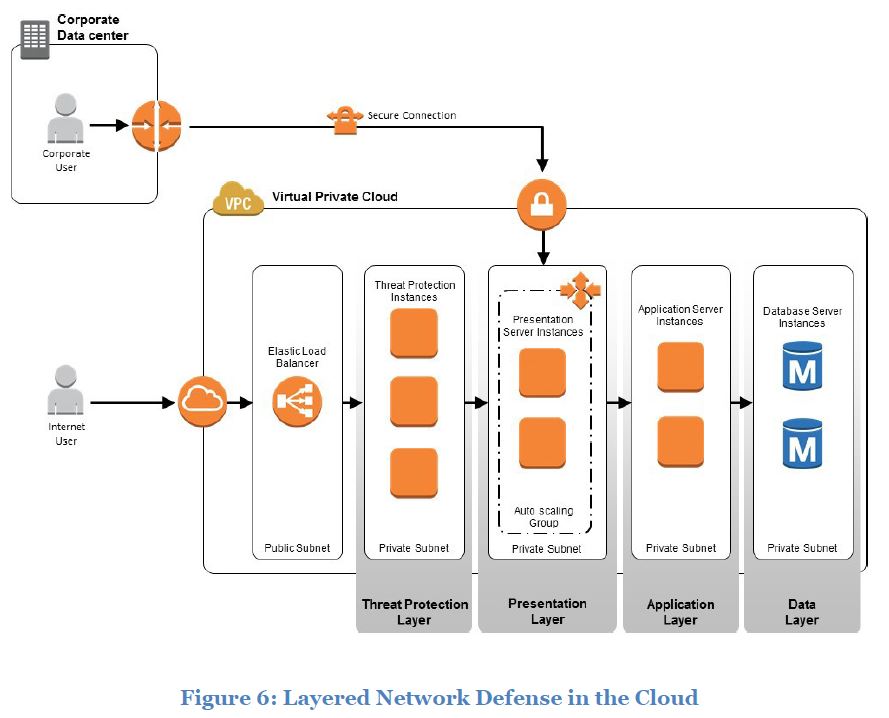 Corporate
Data center
Corporate
User
Secure Connection
VPC
Virtual Private Cloud
Internet
User
Elastic Load
Balancer
Public Subnet
Threat Protection
Instances
Private Subnet
Presentation
Server Instances
Auto scaling
Group
Private Subnet
Application Server
Instances
Private Subnet
Database Server
Instances
M
M
Private Subnet
Threat Protection
Layer
Presentation
Layer
Application
Layer
Data
Layer
Figure 6: Layered Network Defense in the Cloud